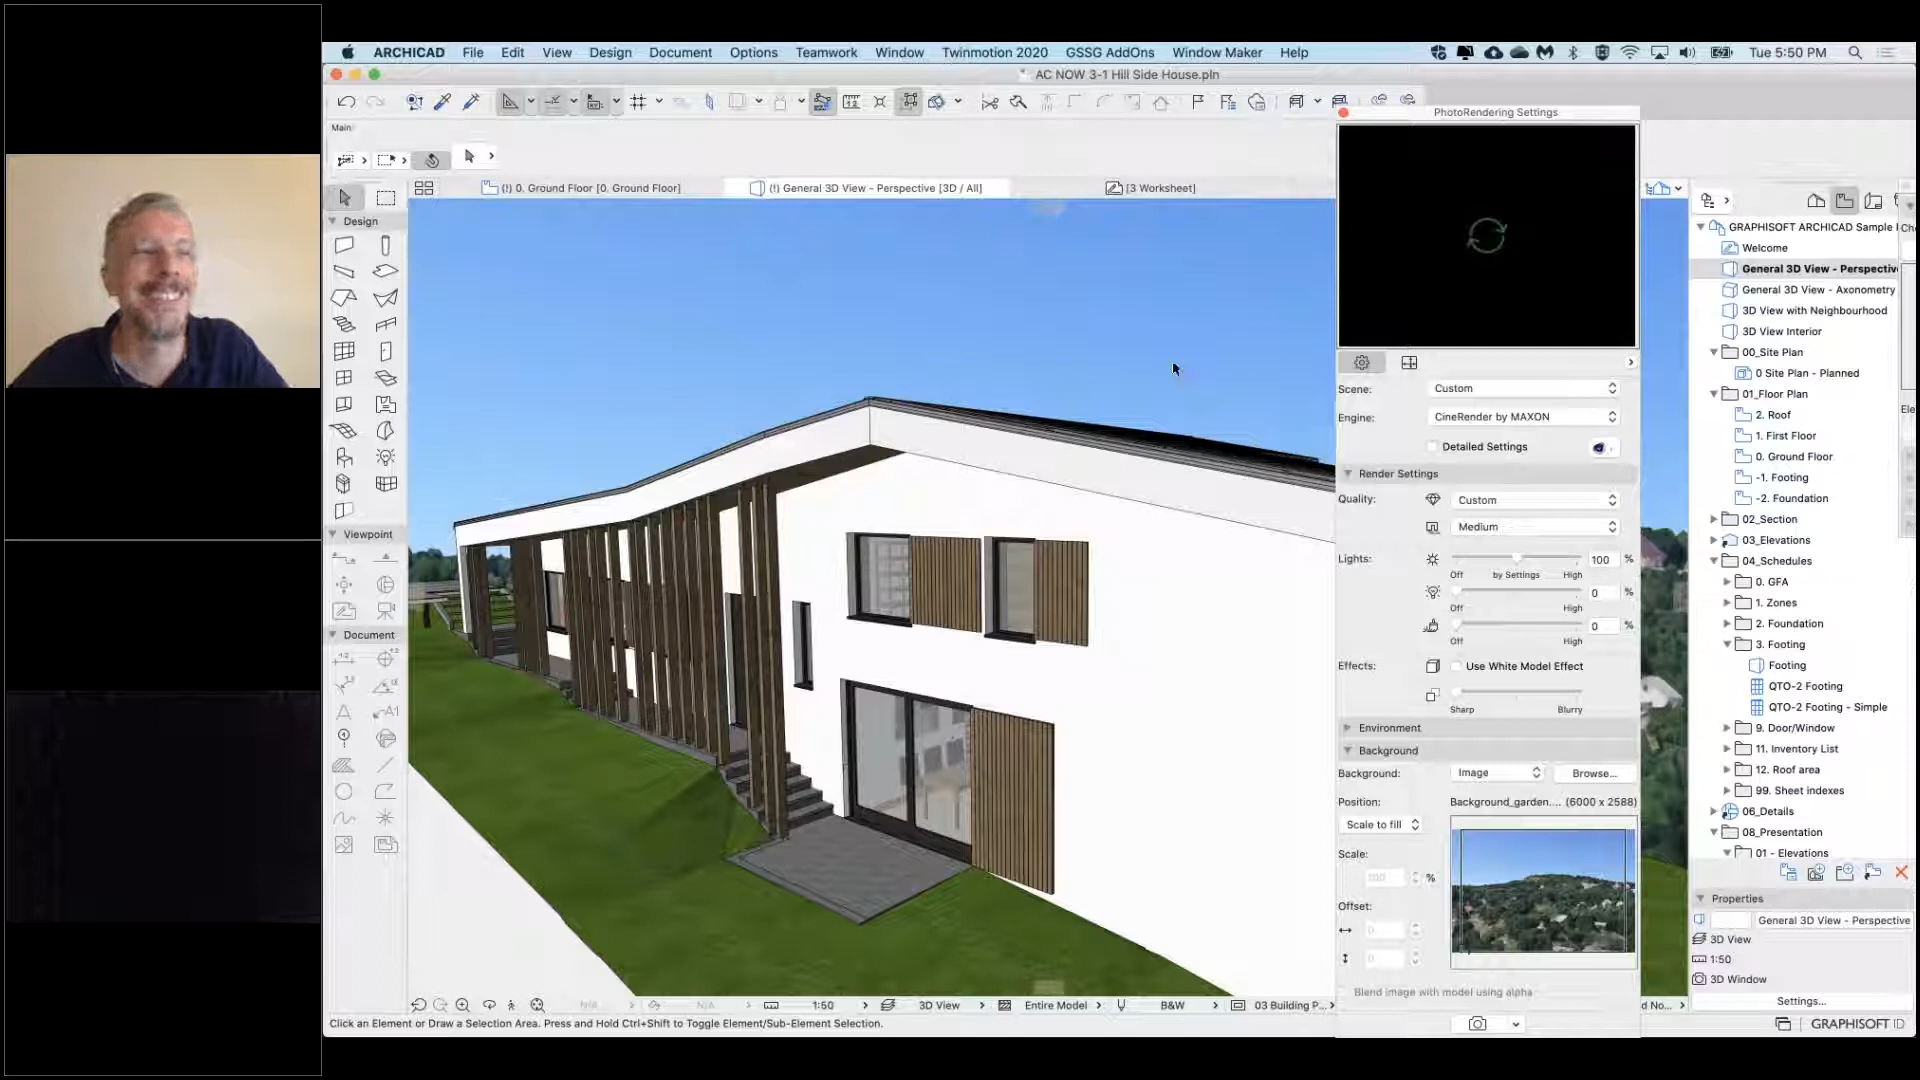 ARCHICAD File Edit View Design Document Options Teamwork Window Twinmotion 2020 GSSG AddOns Window Maker Help Tue 5:50 PM
AC NOW 3-1 Hill Side House.pln
PhotoRendering Settings
Main:
(!) 0. Ground Floor [0. Ground Floor]
(!) General 3D View - Perspective [3D / All]
[3 Worksheet]
Design
Viewpoint
Document
Scene: Custom
Engine: CineRender by MAXON
Detailed Settings
Render Settings
Quality: Custom
Medium
Lights: 100 %
Off by Settings High
0 %
Off High
0 %
Off High
Effects: Use White Model Effect
Sharp Blurry
Environment
Background
Background: Image Browse...
Position: Background_garden.... (6000 x 2588)
Scale to fill
Scale:
100 %
Offset:
0
0
Blend image with model using alpha
GRAPHISOFT ARCHICAD Sample
Welcome
General 3D View - Perspectiv
General 3D View - Axonometry
3D View with Neighbourhood
3D View Interior
00_Site Plan
0 Site Plan - Planned
01_Floor Plan
2. Roof
1. First Floor
0. Ground Floor
-1. Footing
-2. Foundation
02_Section
03_Elevations
04_Schedules
0. GFA
1. Zones
2. Foundation
3. Footing
Footing
QTO-2 Footing
QTO-2 Footing - Simple
9. Door/Window
11. Inventory List
12. Roof area
99. Sheet indexes
06_Details
08_Presentation
01 - Elevations
Properties
General 3D View - Perspective
3D View
1:50
3D Window
Settings...
N/A N/A 1:50 3D View Entire Model B&W 03 Building P... d No...
Click an Element or Draw a Selection Area. Press and Hold Ctrl+Shift to Toggle Element/Sub-Element Selection.
GRAPHISOFT ID